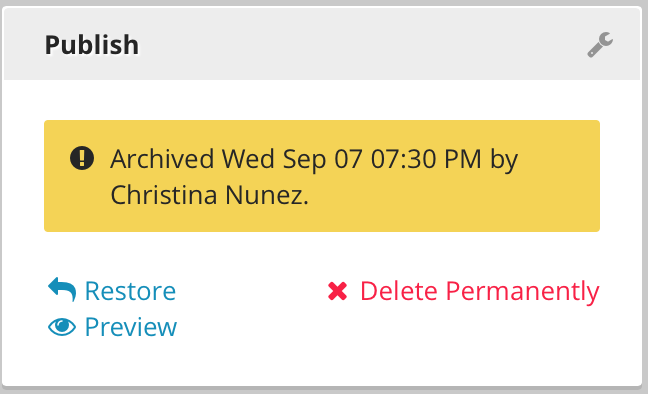 Publish
Archived Wed Sep 07 07:30 PM by
Christina Nunez.
Restore
Delete Permanently
Preview